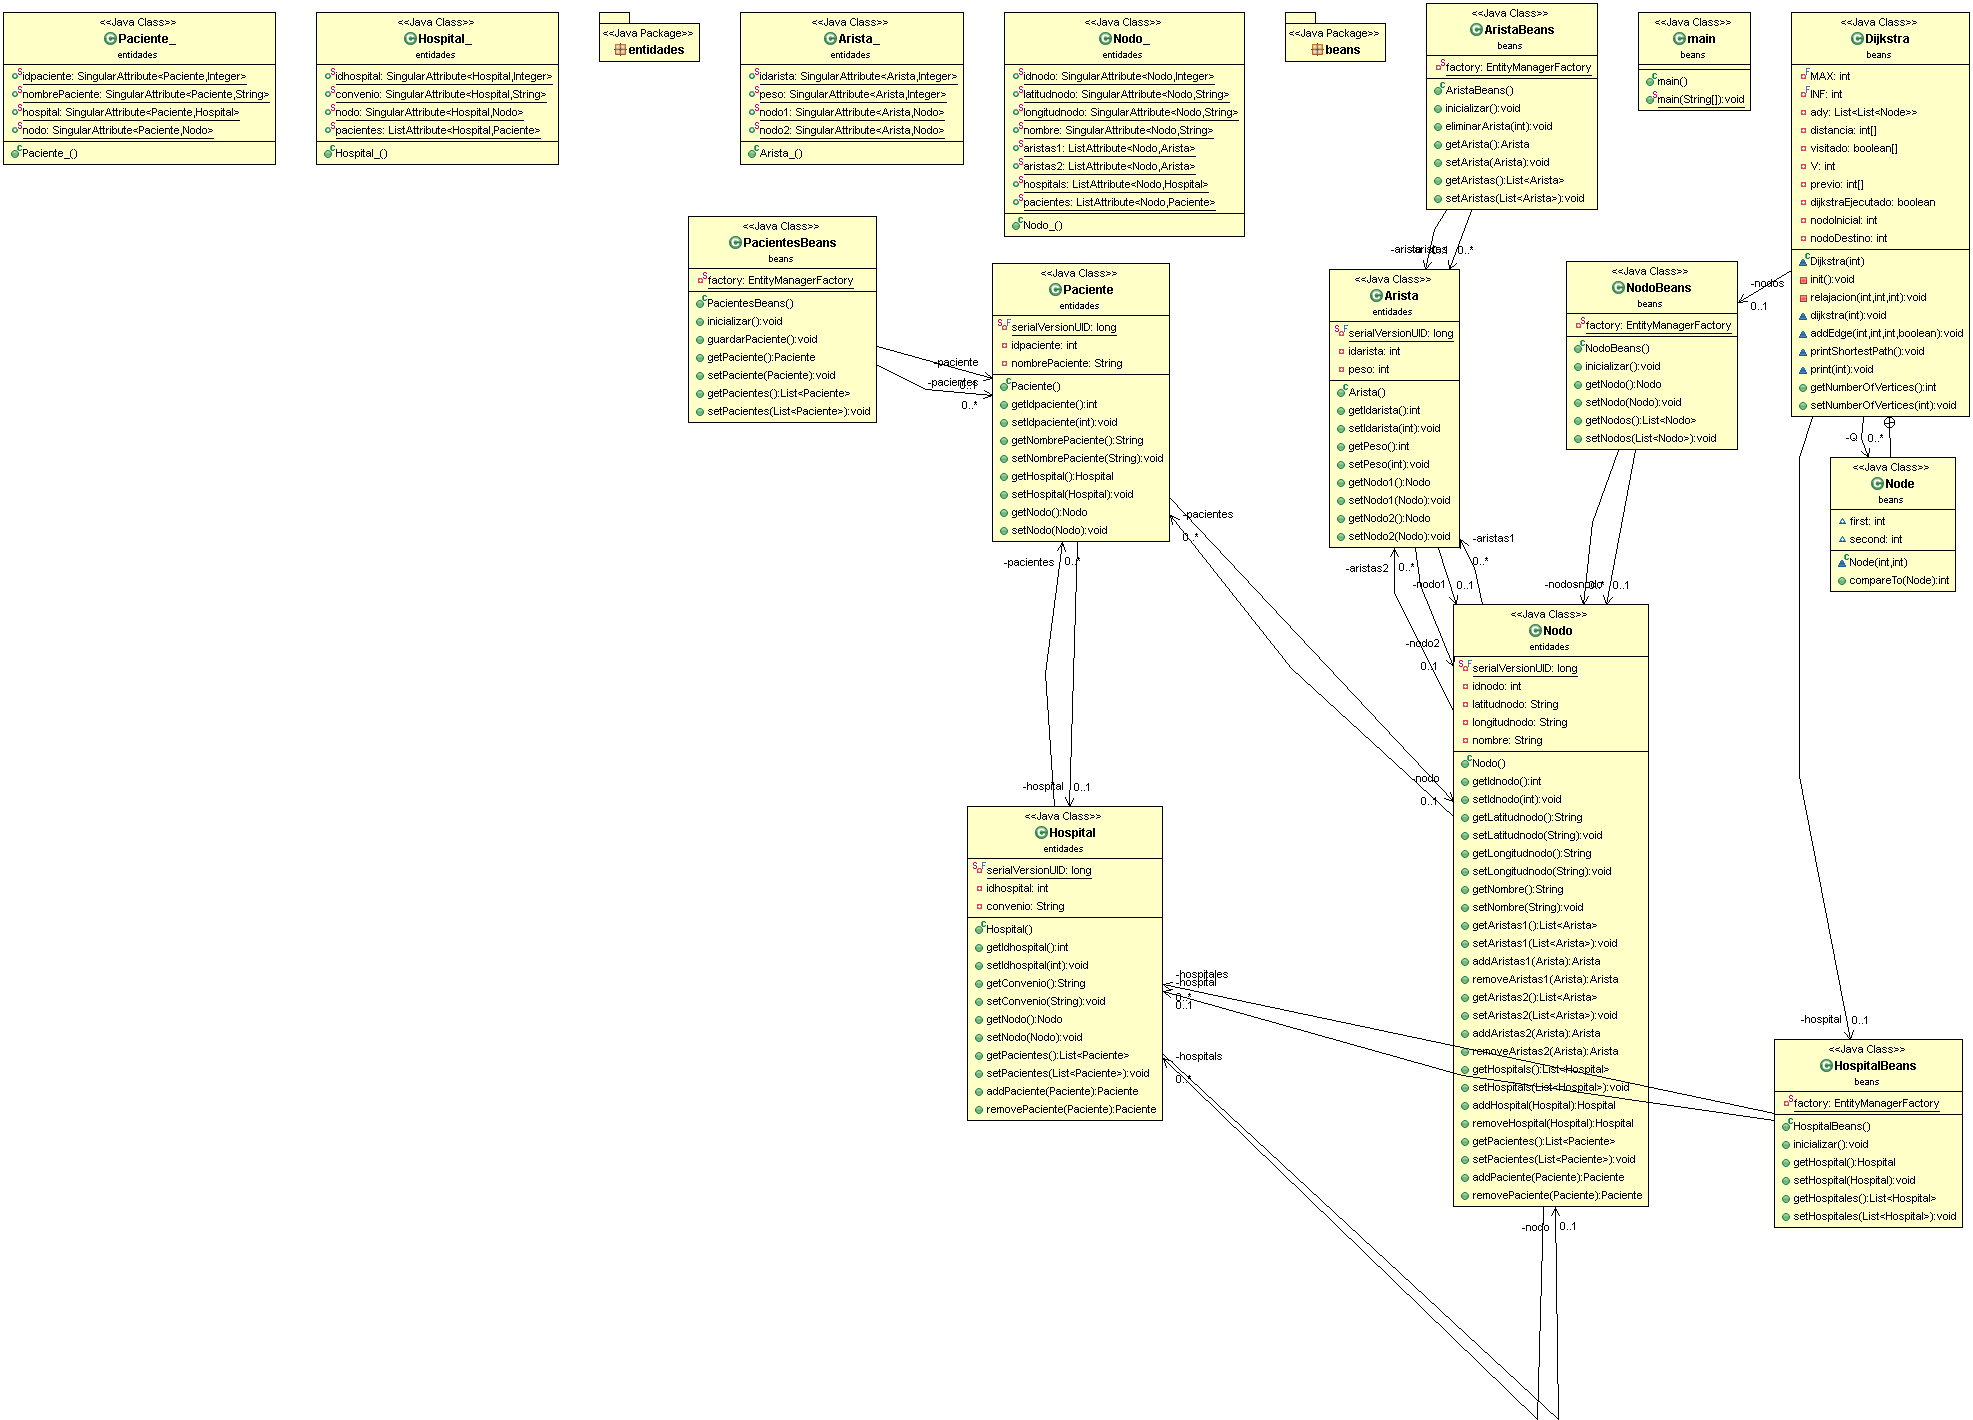 <<Java Class>>
Paciente_
entidades
idpaciente: SingularAttribute<Paciente,Integer>
nombrePaciente: SingularAttribute<Paciente,String>
hospital: SingularAttribute<Paciente,Hospital>
nodo: SingularAttribute<Paciente,Nodo>
Paciente_()
<<Java Class>>
Hospital_
entidades
idhospital: SingularAttribute<Hospital,Integer>
convenio: SingularAttribute<Hospital,String>
nodo: SingularAttribute<Hospital,Nodo>
pacientes: ListAttribute<Hospital,Paciente>
Hospital_()
<<Java Package>>
entidades
<<Java Class>>
Arista_
entidades
idarista: SingularAttribute<Arista,Integer>
peso: SingularAttribute<Arista,Integer>
nodo1: SingularAttribute<Arista,Nodo>
nodo2: SingularAttribute<Arista,Nodo>
Arista_()
<<Java Class>>
Nodo_
entidades
idnodo: SingularAttribute<Nodo,Integer>
latitudnodo: SingularAttribute<Nodo,String>
longitudnodo: SingularAttribute<Nodo,String>
nombre: SingularAttribute<Nodo,String>
aristas1: ListAttribute<Nodo,Arista>
aristas2: ListAttribute<Nodo,Arista>
hospitals: ListAttribute<Nodo,Hospital>
pacientes: ListAttribute<Nodo,Paciente>
Nodo_()
<<Java Package>>
beans
<<Java Class>>
AristaBeans
beans
factory: EntityManagerFactory
AristaBeans()
inicializar():void
eliminarArista(int):void
getArista():Arista
setArista(Arista):void
getAristas():List<Arista>
setAristas(List<Arista>):void
<<Java Class>>
main
beans
main()
main(String[]):void
<<Java Class>>
Dijkstra
beans
MAX: int
INF: int
ady: List<List<Node>>
distancia: int[]
visitado: boolean[]
V: int
previo: int[]
dijkstraEjecutado: boolean
nodoInicial: int
nodoDestino: int
Dijkstra(int)
init():void
relajacion(int,int,int):void
dijkstra(int):void
addEdge(int,int,int,boolean):void
printShortestPath():void
print(int):void
getNumberOfVertices():int
setNumberOfVertices(int):void
<<Java Class>>
PacientesBeans
beans
factory: EntityManagerFactory
PacientesBeans()
inicializar():void
guardarPaciente():void
getPaciente():Paciente
setPaciente(Paciente):void
getPacientes():List<Paciente>
setPacientes(List<Paciente>):void
-paciente
-pacientes
0..*
<<Java Class>>
Paciente
entidades
serialVersionUID: long
idpaciente: int
nombrePaciente: String
Paciente()
getIdpaciente():int
setIdpaciente(int):void
getNombrePaciente():String
setNombrePaciente(String):void
getHospital():Hospital
setHospital(Hospital):void
getNodo():Nodo
setNodo(Nodo):void
-arista
0..*
<<Java Class>>
Arista
entidades
serialVersionUID: long
idarista: int
peso: int
Arista()
getIdarista():int
setIdarista(int):void
getPeso():int
setPeso(int):void
getNodo1():Nodo
setNodo1(Nodo):void
getNodo2():Nodo
setNodo2(Nodo):void
<<Java Class>>
NodoBeans
beans
factory: EntityManagerFactory
NodoBeans()
inicializar():void
getNodo():Nodo
setNodo(Nodo):void
getNodos():List<Nodo>
setNodos(List<Nodo>):void
-nodos
0..1
-Q
0..*
<<Java Class>>
Node
beans
first: int
second: int
Node(int,int)
compareTo(Node):int
-pacientes
0..*
-pacientes
0..*
-aristas2
0..*
-aristas1
0..*
-nodo1
0..1
-nodos
0..1
-nodo2
0..1
-nodo
0..1
<<Java Class>>
Nodo
entidades
serialVersionUID: long
idnodo: int
latitudnodo: String
longitudnodo: String
nombre: String
Nodo()
getIdnodo():int
setIdnodo(int):void
getLatitudnodo():String
setLatitudnodo(String):void
getLongitudnodo():String
setLongitudnodo(String):void
getNombre():String
setNombre(String):void
getAristas1():List<Arista>
setAristas1(List<Arista>):void
addAristas1(Arista):Arista
removeAristas1(Arista):Arista
getAristas2():List<Arista>
setAristas2(List<Arista>):void
addAristas2(Arista):Arista
removeAristas2(Arista):Arista
getHospitals():List<Hospital>
setHospitals(List<Hospital>):void
addHospital(Hospital):Hospital
removeHospital(Hospital):Hospital
getPacientes():List<Paciente>
setPacientes(List<Paciente>):void
addPaciente(Paciente):Paciente
removePaciente(Paciente):Paciente
-hospital
0..1
<<Java Class>>
Hospital
entidades
serialVersionUID: long
idhospital: int
convenio: String
Hospital()
getIdhospital():int
setIdhospital(int):void
getConvenio():String
setConvenio(String):void
getNodo():Nodo
setNodo(Nodo):void
getPacientes():List<Paciente>
setPacientes(List<Paciente>):void
addPaciente(Paciente):Paciente
removePaciente(Paciente):Paciente
-hospitales
-hospital
0..*
0..1
-hospitals
0..*
-hospital
0..1
<<Java Class>>
HospitalBeans
beans
factory: EntityManagerFactory
HospitalBeans()
inicializar():void
getHospital():Hospital
setHospital(Hospital):void
getHospitales():List<Hospital>
setHospitales(List<Hospital>):void
-nodo
0..1